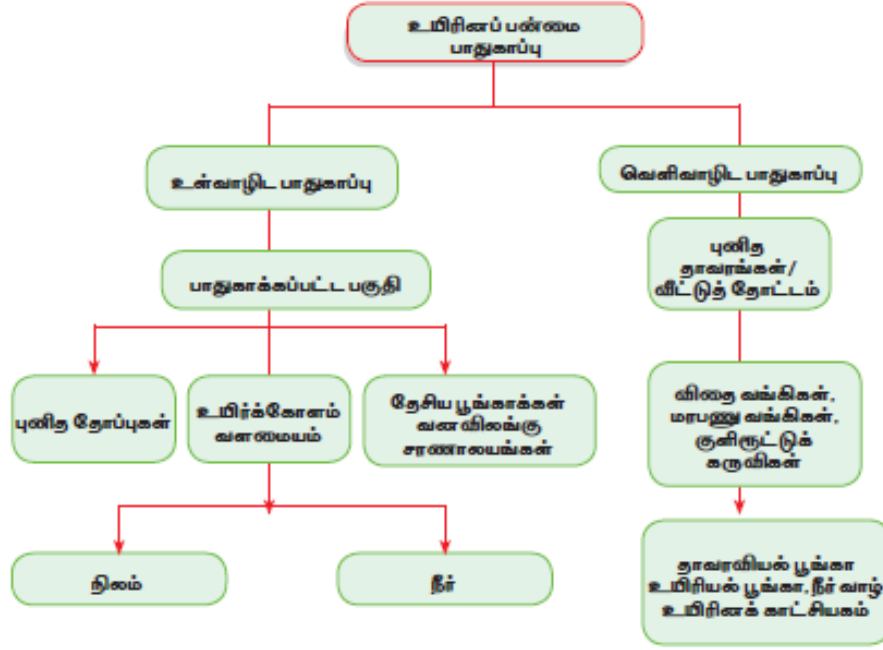 உயிரினப் பன்மை
பாதுகாப்பு
உள்வாழிட பாதுகாப்பு
வெளிவாழிட பாதுகாப்பு
பாதுகாக்கப்பட்ட பகுதி
புனித
தாவரங்கள்/
வீட்டுத் தோட்டம்
புனித தோப்புகள்
உயிர்க்கோளம்
வளமையம்
தேசிய பூங்காக்கள்
வனவிலங்கு
சரணாலயங்கள்
விதை வங்கிகள்,
மரபணு வங்கிகள்,
குளிரூட்டுக்
கருவிகள்
நிலம்
நீர்
தாவரவியல் பூங்கா
உயிரியல் பூங்கா, நீர் வாழ்
உயிரினக் காட்சியகம்